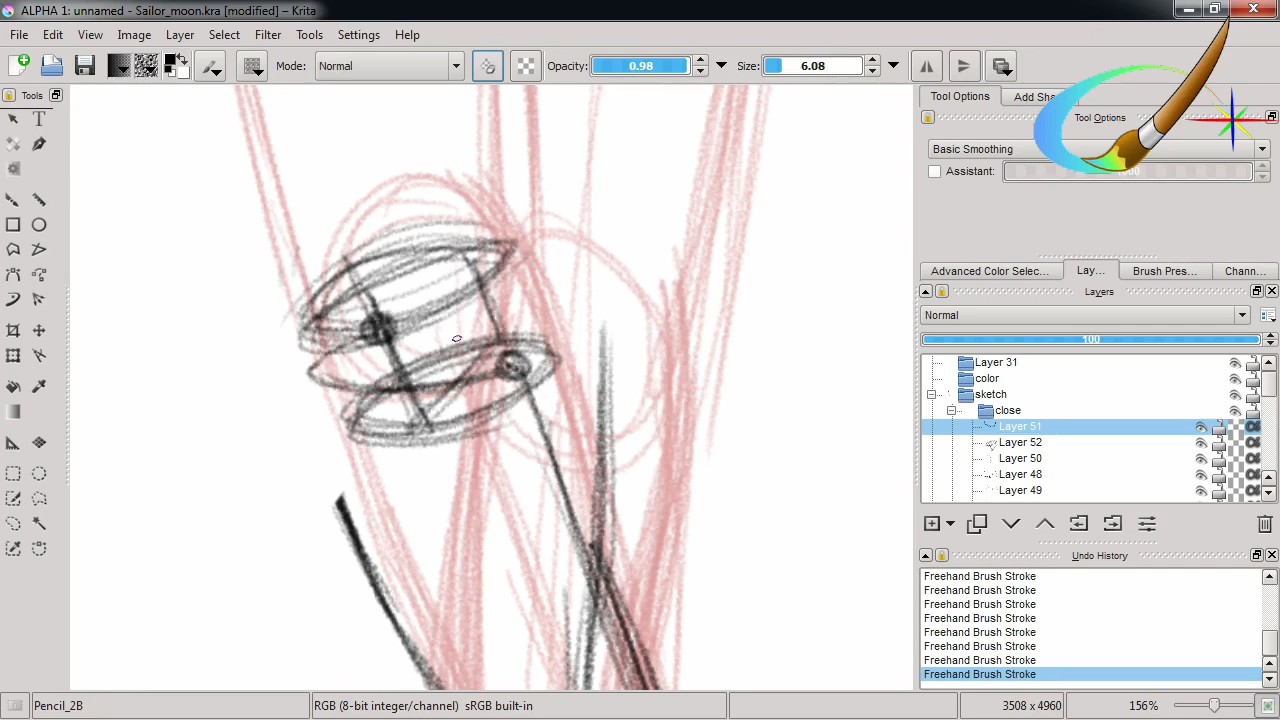 ALPHA 1: unnamed - Sailor_moon.kra [modified] – Krita
File Edit View Image Layer Select Filter Tools Settings Help
Mode: Normal Opacity: 0.98 Size: 6.08
Tools
Tool Options Add Sha
Tool Options
Basic Smoothing
Assistant:
Advanced Color Selec... Lay... Brush Pres... Chann...
Layers
Normal
100
Layer 31
color
sketch
close
Layer 51
Layer 52
Layer 50
Layer 48
Layer 49
Undo History
Freehand Brush Stroke
Freehand Brush Stroke
Freehand Brush Stroke
Freehand Brush Stroke
Freehand Brush Stroke
Freehand Brush Stroke
Freehand Brush Stroke
Freehand Brush Stroke
Pencil_2B RGB (8-bit integer/channel) sRGB built-in 3508 x 4960 156%